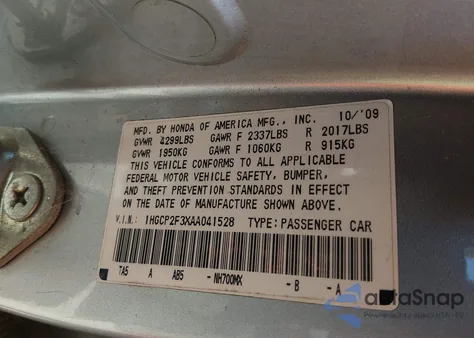 MFD. BY HONDA OF AMERICA MFG., INC. 10/'09
GVWR 4299LBS GAWR F 2337LBS R 2017LBS
GVWR 1950KG GAWR F 1060KG R 915KG
THIS VEHICLE CONFORMS TO ALL APPLICABLE
FEDERAL MOTOR VEHICLE SAFETY, BUMPER,
AND THEFT PREVENTION STANDARDS IN EFFECT
ON THE DATE OF MANUFACTURE SHOWN ABOVE.
V.I.N.: 1HGCP2F3XAA041528 TYPE: PASSENGER CAR
TA5 A AB5 -NH700MX -B -A
autaSnap